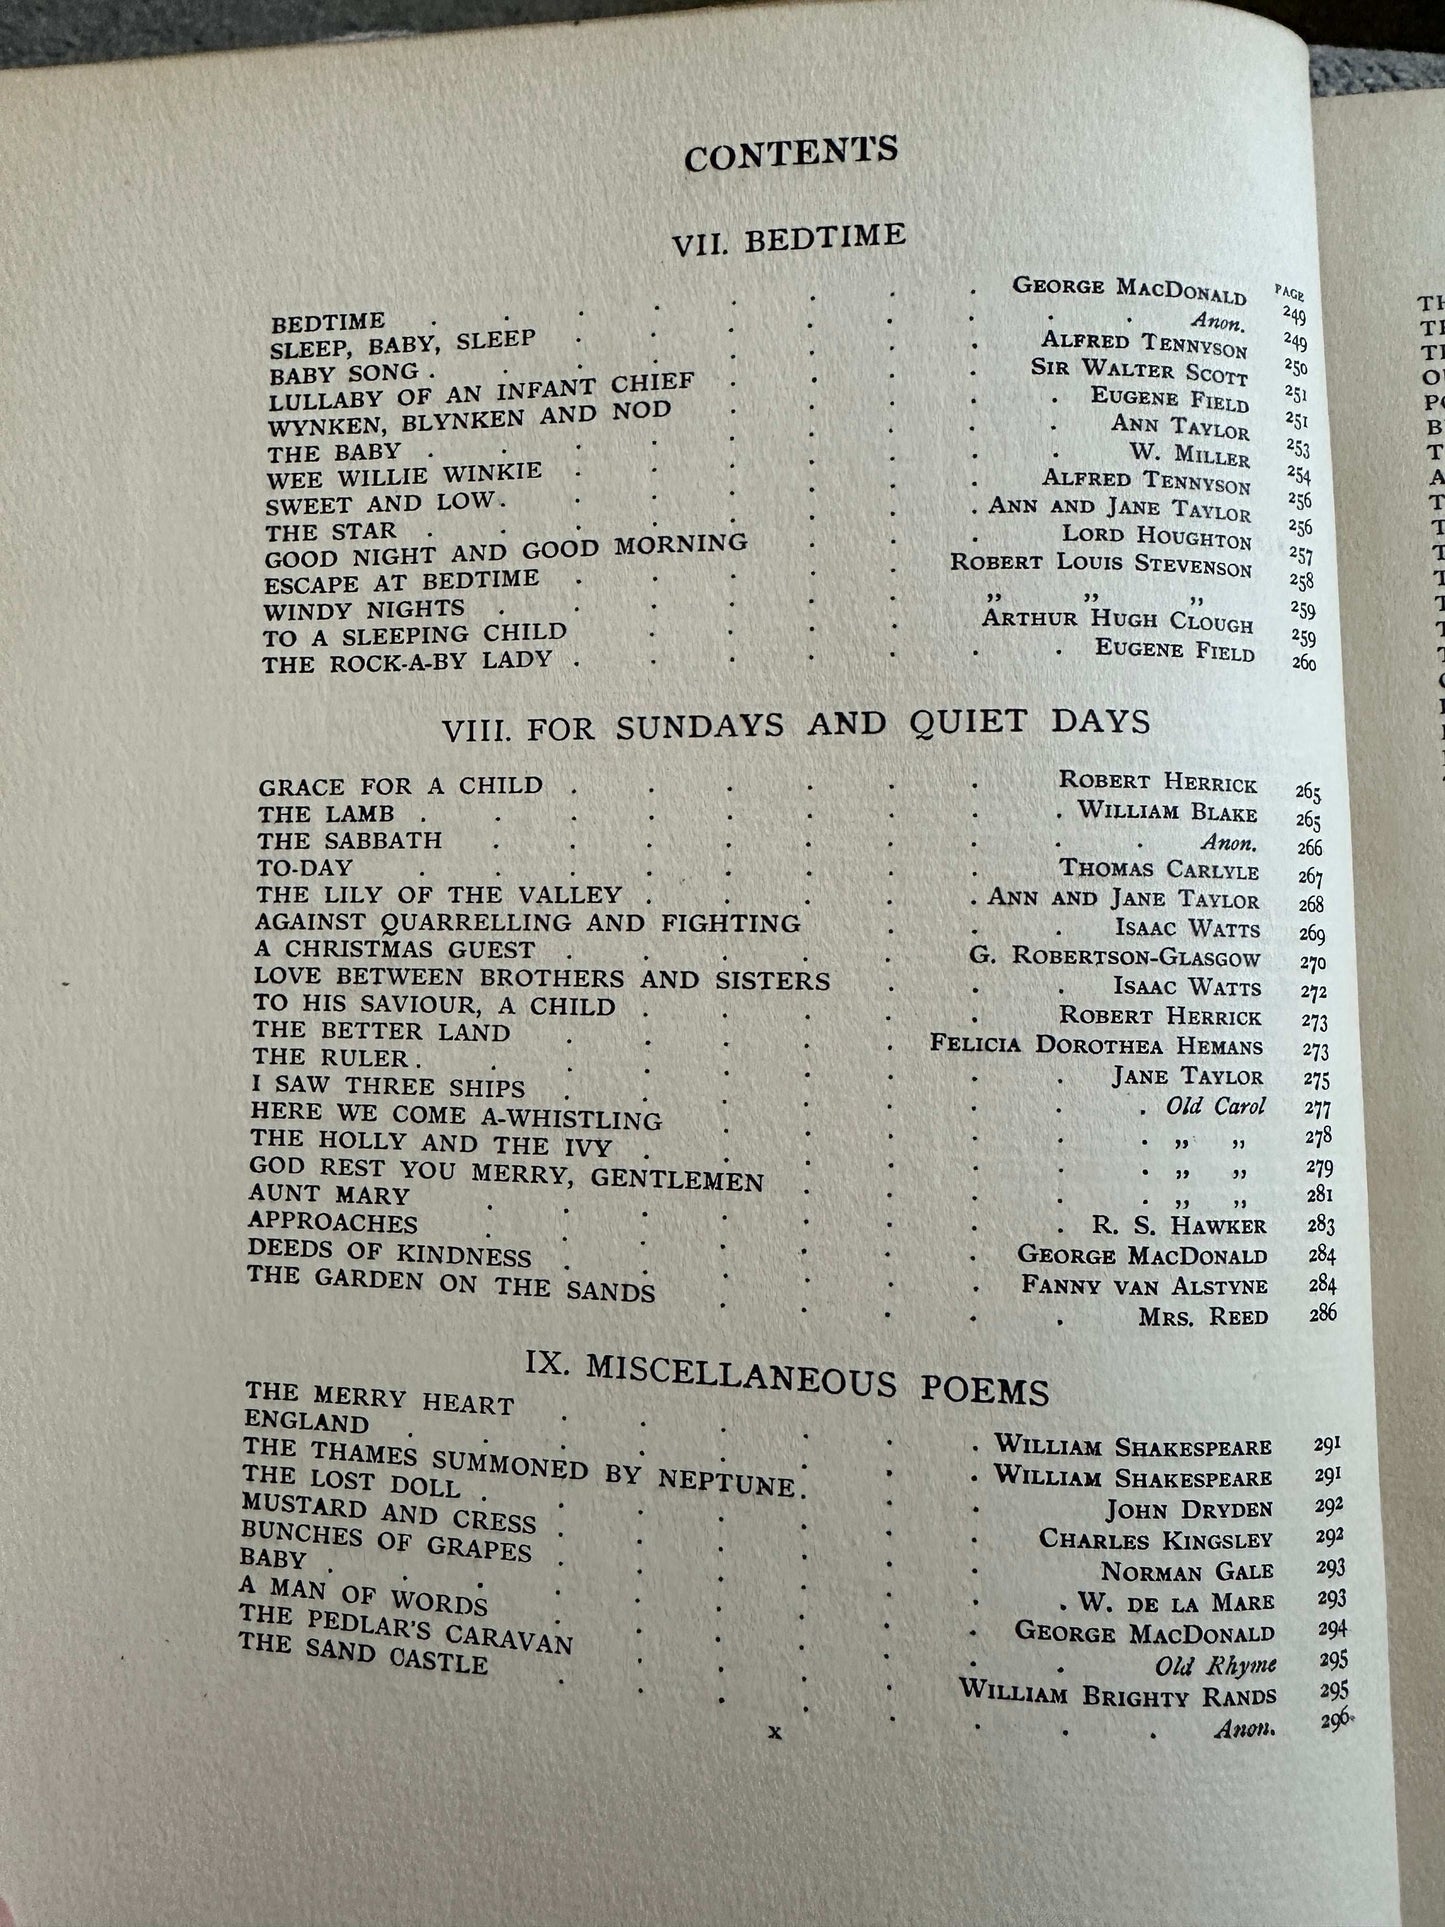 CONTENTS
VII. BEDTIME
PAGE
BEDTIME . . . . . . . . GEORGE MACDONALD 249
SLEEP, BABY, SLEEP . . . . . . . . Anon. 249
BABY SONG . . . . . . . ALFRED TENNYSON 250
LULLABY OF AN INFANT CHIEF . . . . SIR WALTER SCOTT 251
WYNKEN, BLYNKEN AND NOD . . . . . EUGENE FIELD 251
THE BABY . . . . . . . . . ANN TAYLOR 253
WEE WILLIE WINKIE . . . . . . . W. MILLER 254
SWEET AND LOW . . . . . . . ALFRED TENNYSON 256
THE STAR . . . . . . . . ANN AND JANE TAYLOR 256
GOOD NIGHT AND GOOD MORNING . . . LORD HOUGHTON 257
ESCAPE AT BEDTIME . . . . . ROBERT LOUIS STEVENSON 258
WINDY NIGHTS . . . . . . ,, ,, ,, 259
TO A SLEEPING CHILD . . . . ARTHUR HUGH CLOUGH 259
THE ROCK-A-BY LADY . . . . . . . EUGENE FIELD 260
VIII. FOR SUNDAYS AND QUIET DAYS
GRACE FOR A CHILD . . . . . . ROBERT HERRICK 265
THE LAMB . . . . . . . . . WILLIAM BLAKE 265
THE SABBATH . . . . . . . . . Anon. 266
TO-DAY . . . . . . . . THOMAS CARLYLE 267
THE LILY OF THE VALLEY . . . . . ANN AND JANE TAYLOR 268
AGAINST QUARRELLING AND FIGHTING . . . ISAAC WATTS 269
A CHRISTMAS GUEST . . . . . G. ROBERTSON-GLASGOW 270
LOVE BETWEEN BROTHERS AND SISTERS . . . ISAAC WATTS 272
TO HIS SAVIOUR, A CHILD . . . . . ROBERT HERRICK 273
THE BETTER LAND . . . . . FELICIA DOROTHEA HEMANS 273
THE RULER . . . . . . . . JANE TAYLOR 275
I SAW THREE SHIPS . . . . . . . . Old Carol 277
HERE WE COME A-WHISTLING . . . . . . ,, ,, 278
THE HOLLY AND THE IVY . . . . . . . ,, ,, 279
GOD REST YOU MERRY, GENTLEMEN . . . . . ,, ,, 281
AUNT MARY . . . . . . . . R. S. HAWKER 283
APPROACHES . . . . . . . GEORGE MACDONALD 284
DEEDS OF KINDNESS . . . . . . FANNY VAN ALSTYNE 284
THE GARDEN ON THE SANDS . . . . . MRS. REED 286
IX. MISCELLANEOUS POEMS
THE MERRY HEART . . . . . . WILLIAM SHAKESPEARE 291
ENGLAND . . . . . . . . WILLIAM SHAKESPEARE 291
THE THAMES SUMMONED BY NEPTUNE . . . JOHN DRYDEN 292
THE LOST DOLL . . . . . . . CHARLES KINGSLEY 292
MUSTARD AND CRESS . . . . . . . NORMAN GALE 293
BUNCHES OF GRAPES . . . . . . . W. DE LA MARE 293
BABY . . . . . . . . . GEORGE MACDONALD 294
A MAN OF WORDS . . . . . . . Old Rhyme 295
THE PEDLAR'S CARAVAN . . . . WILLIAM BRIGHTY RANDS 295
THE SAND CASTLE . . . . . . . . Anon. 296
x